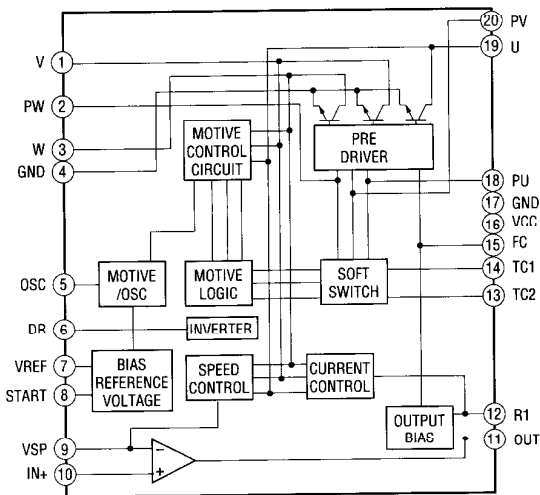 20 PV
19 U
V 1
PW 2
W 3
GND 4
MOTIVE
CONTROL
CIRCUIT
PRE
DRIVER
18 PU
17 GND
16 VCC
15 FC
14 TC1
13 TC2
OSC 5
MOTIVE
/OSC
MOTIVE
LOGIC
SOFT
SWITCH
DR 6
INVERTER
VREF 7
START 8
BIAS
REFERENCE
VOLTAGE
SPEED
CONTROL
CURRENT
CONTROL
OUTPUT
BIAS
12 R1
11 OUT
VSP 9
IN+ 10
−
+